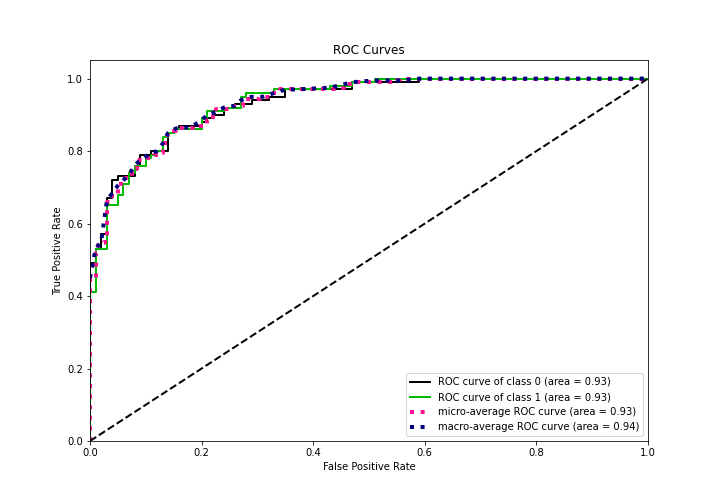 ROC Curves
1.0
0.8
0.6
0.4
0.2
0.0
True Positive Rate
ROC curve of class 0 (area = 0.93)
ROC curve of class 1 (area = 0.93)
micro-average ROC curve (area = 0.93)
macro-average ROC curve (area = 0.94)
0.0 0.2 0.4 0.6 0.8 1.0
False Positive Rate